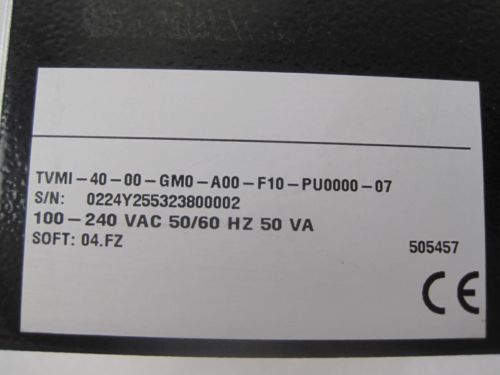 TVMI-40-00-GM0-A00-F10-PU0000-07
S/N: 0224Y255323800002
100-240 VAC 50/60 HZ 50 VA
SOFT: 04.FZ
505457
CE